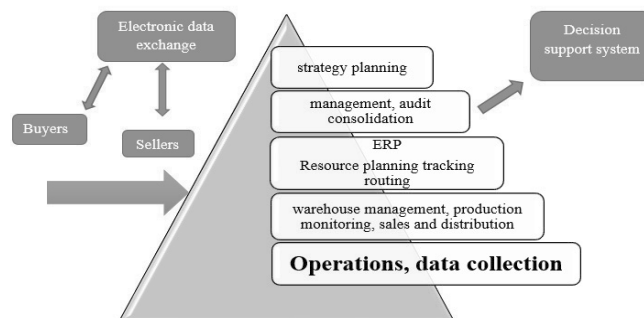 Electronic data
exchange
Buyers
Sellers
strategy planning
management, audit
consolidation
ERP
Resource planning tracking
routing
warehouse management, production
monitoring, sales and distribution
Operations, data collection
Decision
support system